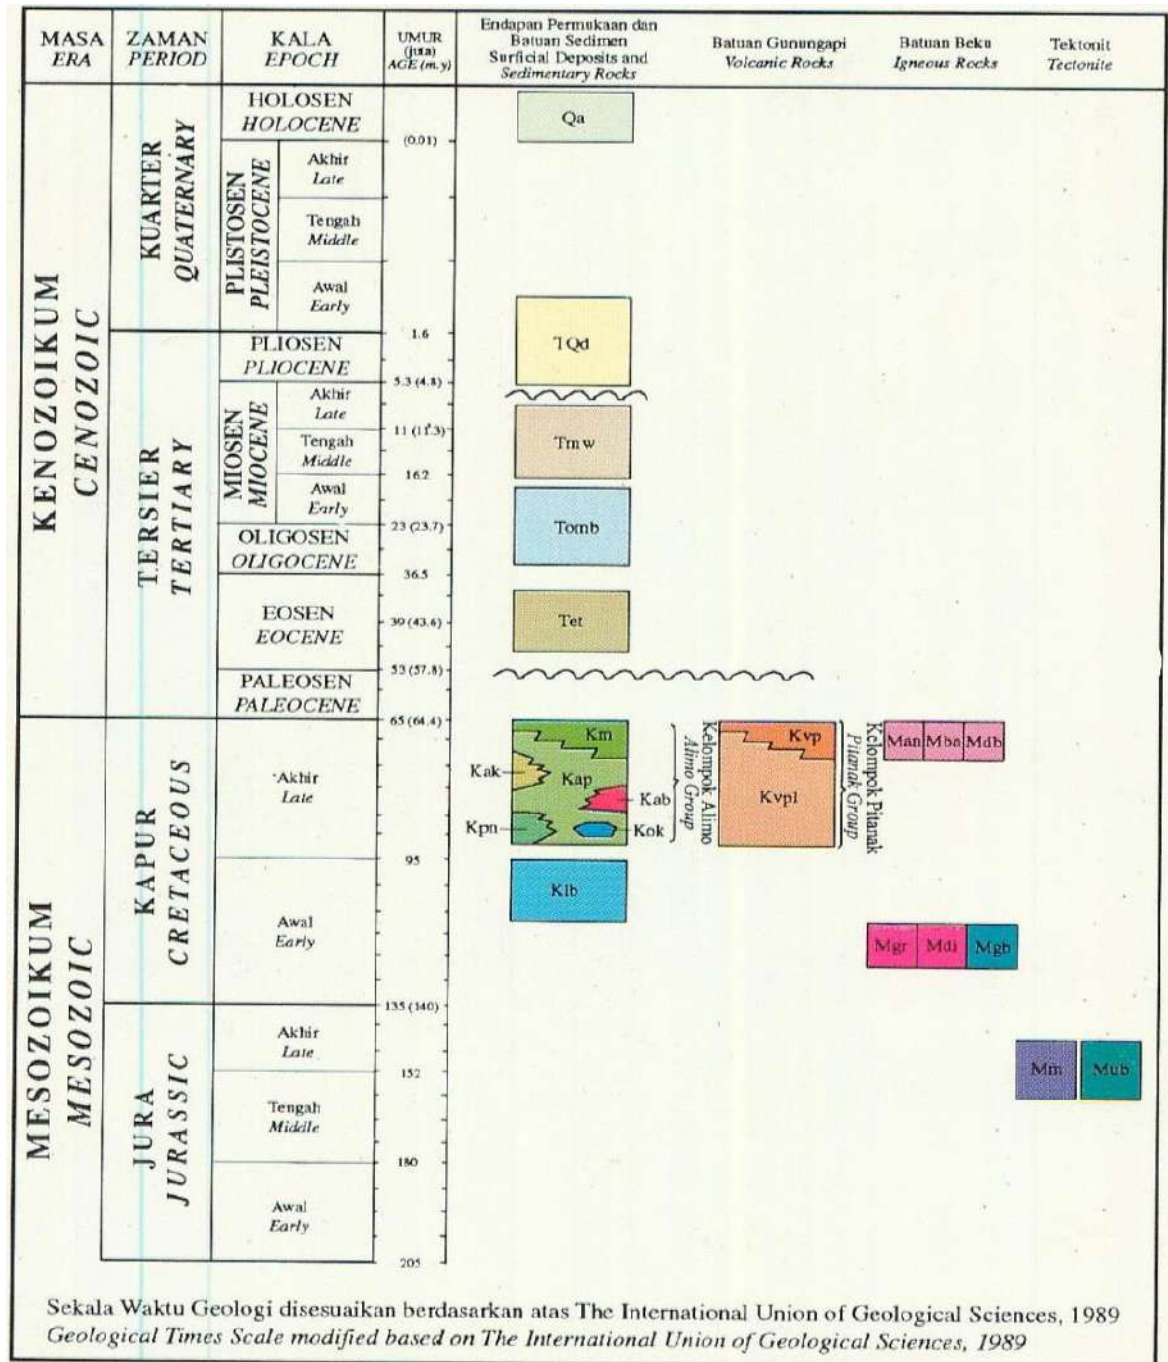 MASA
ERA
ZAMAN
PERIOD
KALA
EPOCH
UMUR
(juta)
AGE (m.y)
Endapan Permukaan dan
Batuan Sedimen
Surficial Deposits and
Sedimentary Rocks
Batuan Gunungapi
Volcanic Rocks
Batuan Beku
Igneous Rocks
Tektonit
Tectonite
KENOZOIKUM
CENOZOIC
KUARTER
QUATERNARY
HOLOSEN
HOLOCENE
(0.01)
Qa
PLISTOSEN
PLEISTOCENE
Akhir
Late
Tengah
Middle
Awal
Early
1.6
TQd
TERSIER
TERTIARY
PLIOSEN
PLIOCENE
5.3 (4.8)
MIOSEN
MIOCENE
Akhir
Late
11 (11.3)
Tmw
Tengah
Middle
16.2
Awal
Early
23 (23.7)
Tomb
OLIGOSEN
OLIGOCENE
36.5
EOSEN
EOCENE
39 (43.6)
Tet
53 (57.8)
PALEOSEN
PALEOCENE
65 (64.4)
MESOZOIKUM
MESOZOIC
KAPUR
CRETACEOUS
Akhir
Late
Km
Kak
Kap
Kab
Kpn
Kok
Kelompok Alimo
Alimo Group
Kvp
Kvpl
Kelompok Pitanak
Pitanak Group
Man
Mba
Mdb
95
Klb
Awal
Early
Mgr
Mdi
Mgb
135 (140)
JURA
JURASSIC
Akhir
Late
Mm
Mub
152
Tengah
Middle
180
Awal
Early
205
Sekala Waktu Geologi disesuaikan berdasarkan atas The International Union of Geological Sciences, 1989
Geological Times Scale modified based on The International Union of Geological Sciences, 1989